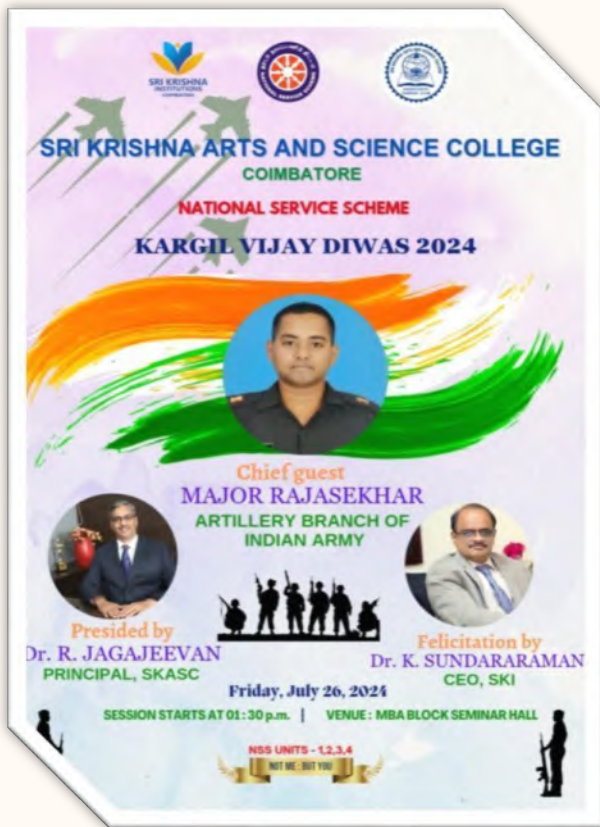 SRI KRISHNA
INSTITUTIONS
COIMBATORE
SRI KRISHNA ARTS AND SCIENCE COLLEGE
COIMBATORE
NATIONAL SERVICE SCHEME
KARGIL VIJAY DIWAS 2024
Chief guest
MAJOR RAJASEKHAR
ARTILLERY BRANCH OF
INDIAN ARMY
Presided by
Dr. R. JAGAJEEVAN
PRINCIPAL, SKASC
Felicitation by
Dr. K. SUNDARARAMAN
CEO, SKI
Friday, July 26, 2024
SESSION STARTS AT 01:30 p.m. | VENUE : MBA BLOCK SEMINAR HALL
NSS UNITS - 1,2,3,4
NOT ME : BUT YOU